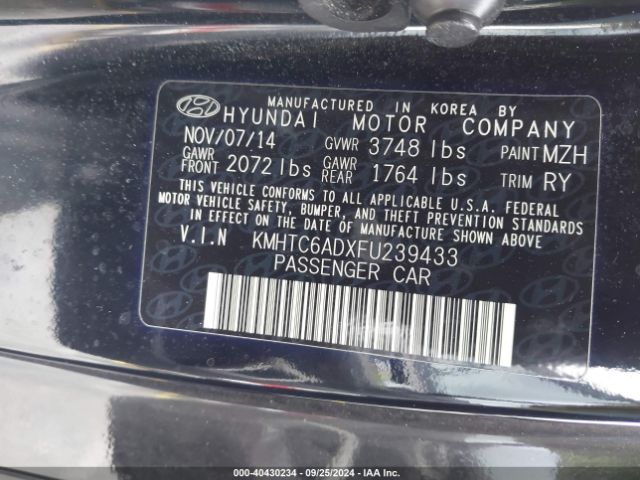 MANUFACTURED IN KOREA BY
HYUNDAI MOTOR COMPANY
NOV/07/14 GVWR 3748 lbs PAINT MZH
GAWR FRONT 2072 lbs GAWR REAR 1764 lbs TRIM RY
THIS VEHICLE CONFORMS TO ALL APPLICABLE U.S.A. FEDERAL
MOTOR VEHICLE SAFETY, BUMPER, AND THEFT PREVENTION STANDARDS
IN EFFECT ON THE DATE OF MANUFACTURE SHOWN ABOVE.
V.I.N KMHTC6ADXFU239433
PASSENGER CAR
000-40430234 - 09/25/2024 - IAA Inc.